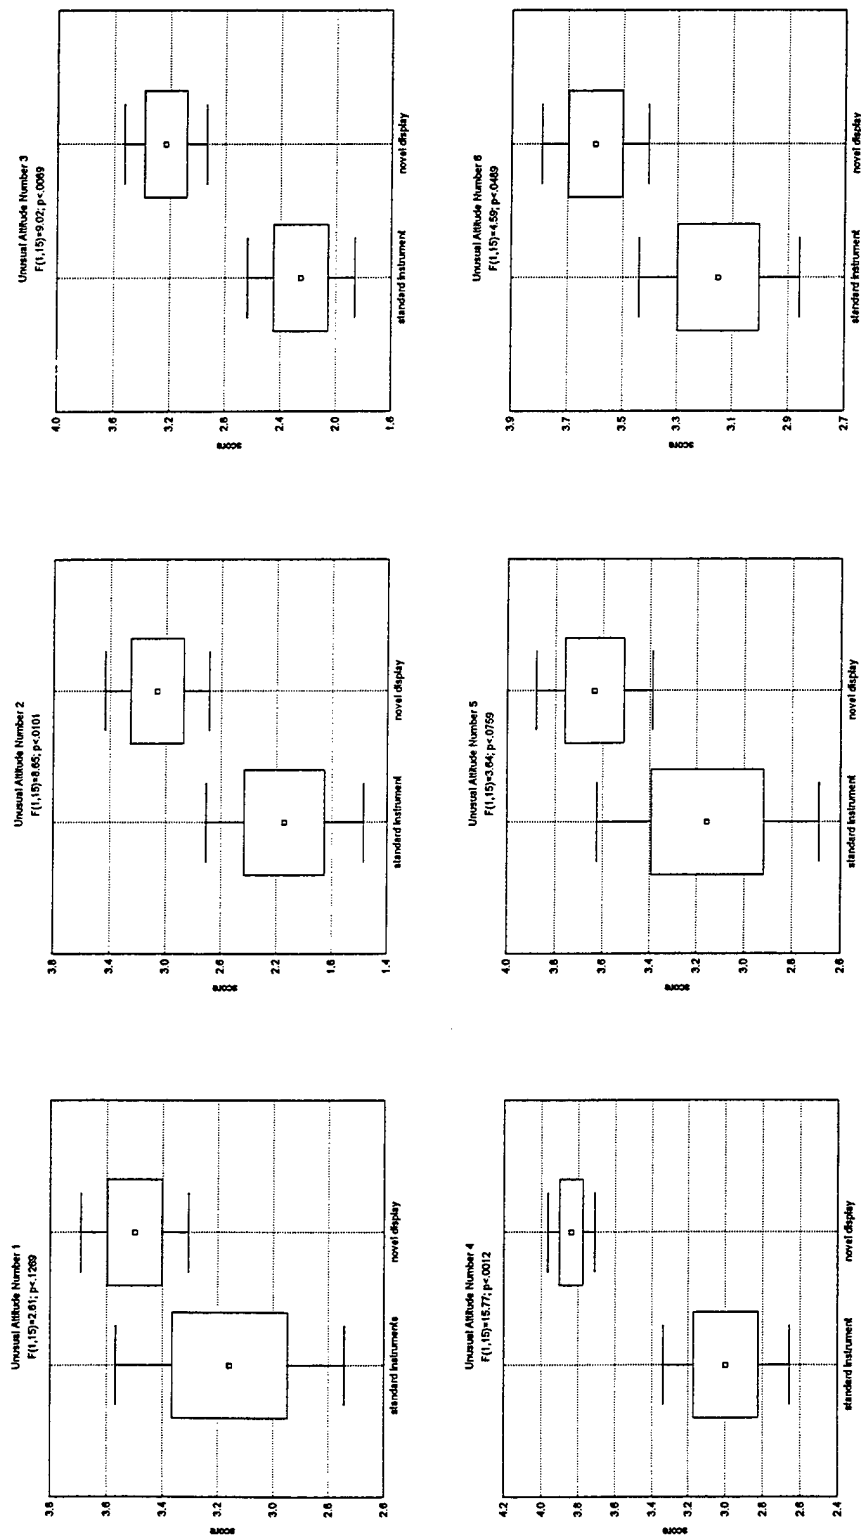 Unusual Attitude Number 1
F(1,15)=2.61; p<.1269
score
3.8
3.6
3.4
3.2
3.0
2.8
2.6
standard instruments
novel display
Unusual Attitude Number 2
F(1,15)=8.65; p<.0101
score
3.8
3.4
3.0
2.6
2.2
1.8
1.4
standard instrument
novel display
Unusual Attitude Number 3
F(1,15)=9.02; p<.0089
score
4.0
3.6
3.2
2.8
2.4
2.0
1.6
standard instrument
novel display
Unusual Attitude Number 4
F(1,15)=15.77; p<.0012
score
4.2
4.0
3.8
3.6
3.4
3.2
3.0
2.8
2.6
2.4
standard instrument
novel display
Unusual Attitude Number 5
F(1,15)=3.64; p<.0759
score
4.0
3.8
3.6
3.4
3.2
3.0
2.8
2.6
standard instrument
novel display
Unusual Attitude Number 6
F(1,15)=4.59; p<.0489
score
3.9
3.7
3.5
3.3
3.1
2.9
2.7
standard instrument
novel display